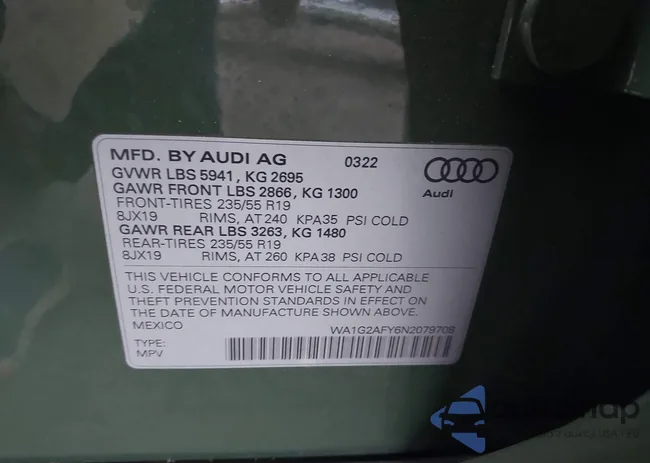 MFD. BY AUDI AG 0322
GVWR LBS 5941, KG 2695
GAWR FRONT LBS 2866, KG 1300
FRONT-TIRES 235/55 R19
8JX19 RIMS, AT 240 KPA35 PSI COLD
GAWR REAR LBS 3263, KG 1480
REAR-TIRES 235/55 R19
8JX19 RIMS, AT 260 KPA38 PSI COLD
Audi
THIS VEHICLE CONFORMS TO ALL APPLICABLE
U.S. FEDERAL MOTOR VEHICLE SAFETY AND
THEFT PREVENTION STANDARDS IN EFFECT ON
THE DATE OF MANUFACTURE SHOWN ABOVE.
MEXICO WA1G2AFY6N2079708
TYPE:
MPV